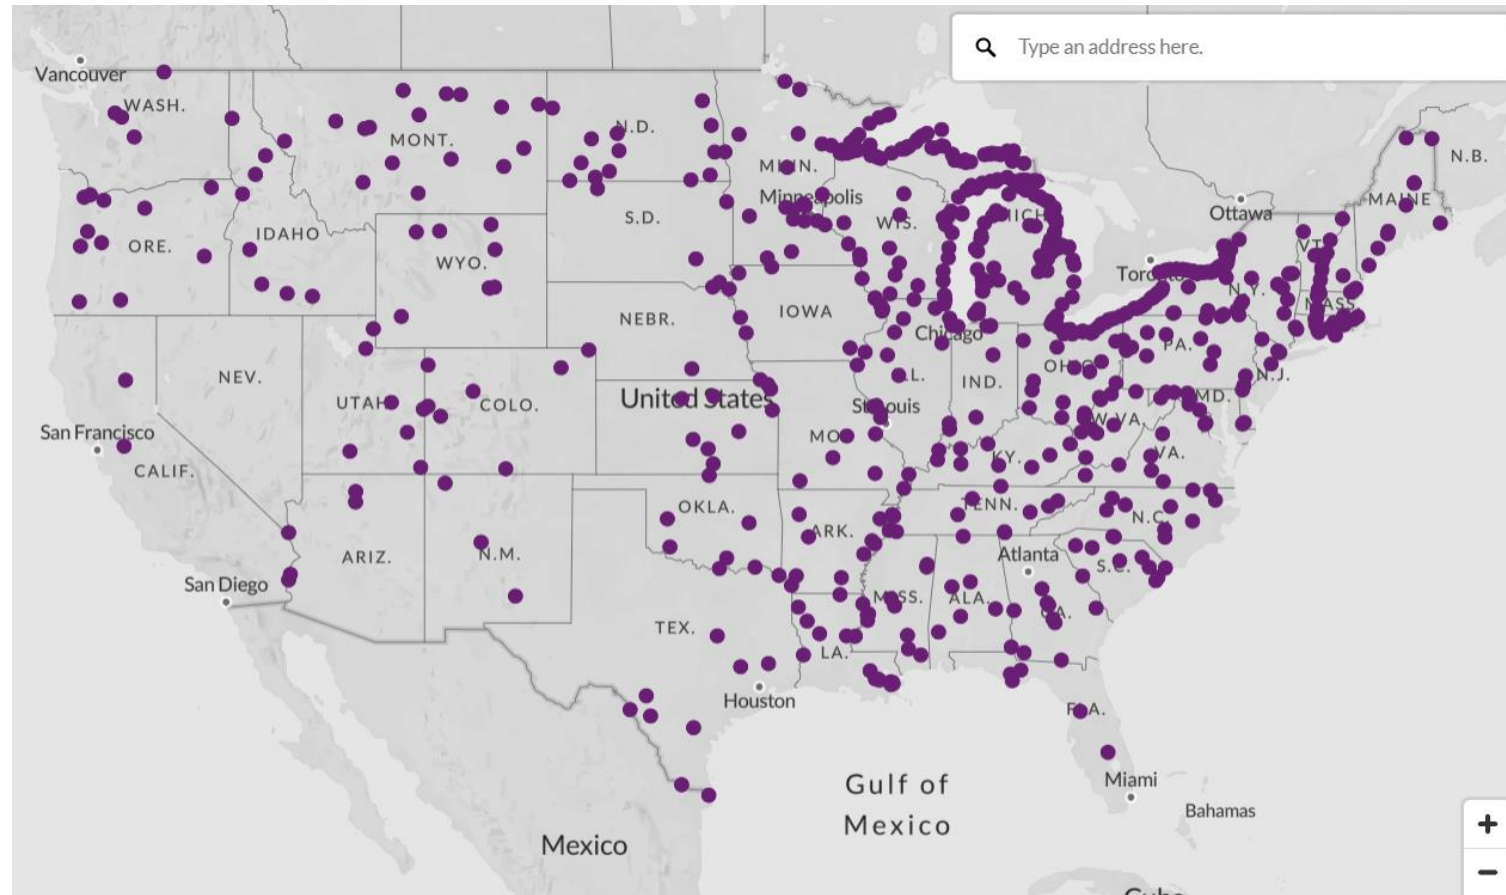 Type an address here.
Vancouver
WASH.
MONT.
N.D.
MINN.
N.B.
MAINE
Minneapolis
Ottawa
S.D.
WIS.
MICH
IDAHO
ORE.
VT.
WYO.
Toronto
N.Y.
MASS.
IOWA
NEBR.
Chicago
PA.
OHIO
NEV.
ILL.
IND.
N.J.
UTAH
COLO.
United States
St Louis
MD.
W.VA.
San Francisco
MO.
KY.
VA.
CALIF.
OKLA.
TENN.
N.C.
ARK.
ARIZ.
N.M.
Atlanta
S.C.
San Diego
MISS.
ALA.
GA.
TEX.
LA.
Houston
FLA.
Gulf of
Mexico
Miami
Bahamas
+
Mexico
−
Cuba